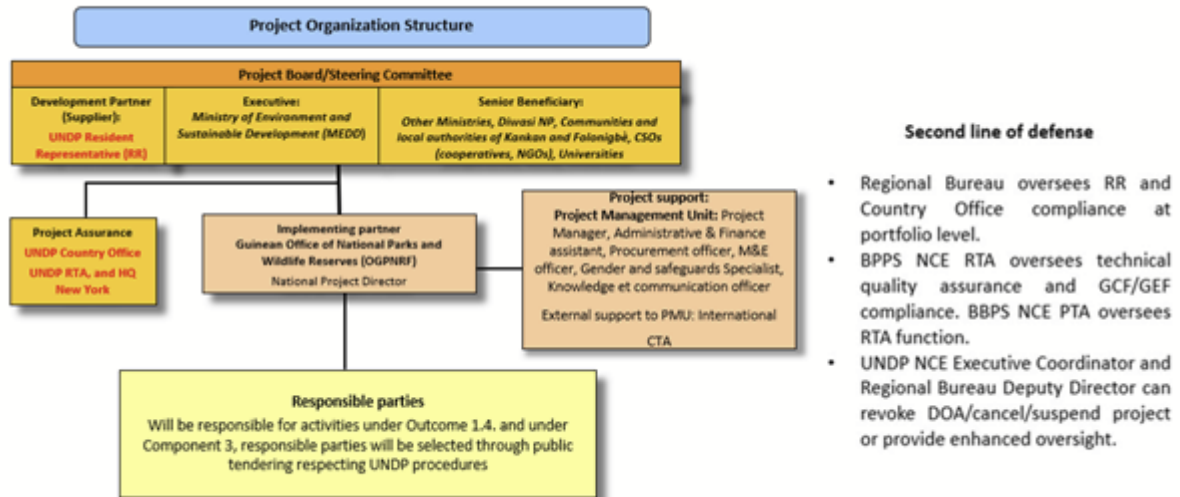 Project Organization Structure
Project Board/Steering Committee
Development Partner
(Supplier):
UNDP Resident
Representative (RR)
Executive:
Ministry of Environment and
Sustainable Development (MEDD)
Senior Beneficiary:
Other Ministries, Diwasi NP, Communities and
local authorities of Kankan and Falonigbè, CSOs
(cooperatives, NGOs), Universities
Project Assurance
UNDP Country Office
UNDP RTA, and HQ
New York
Implementing partner
Guinean Office of National Parks and
Wildlife Reserves (OGPNRF)
National Project Director
Project support:
Project Management Unit: Project
Manager, Administrative & Finance
assistant, Procurement officer, M&E
officer, Gender and safeguards Specialist,
Knowledge et communication officer
External support to PMU: International
CTA
Responsible parties
Will be responsible for activities under Outcome 1.4. and under
Component 3, responsible parties will be selected through public
tendering respecting UNDP procedures
Second line of defense
• Regional Bureau oversees RR and
Country Office compliance at
portfolio level.
• BPPS NCE RTA oversees technical
quality assurance and GCF/GEF
compliance. BBPS NCE PTA oversees
RTA function.
• UNDP NCE Executive Coordinator and
Regional Bureau Deputy Director can
revoke DOA/cancel/suspend project
or provide enhanced oversight.